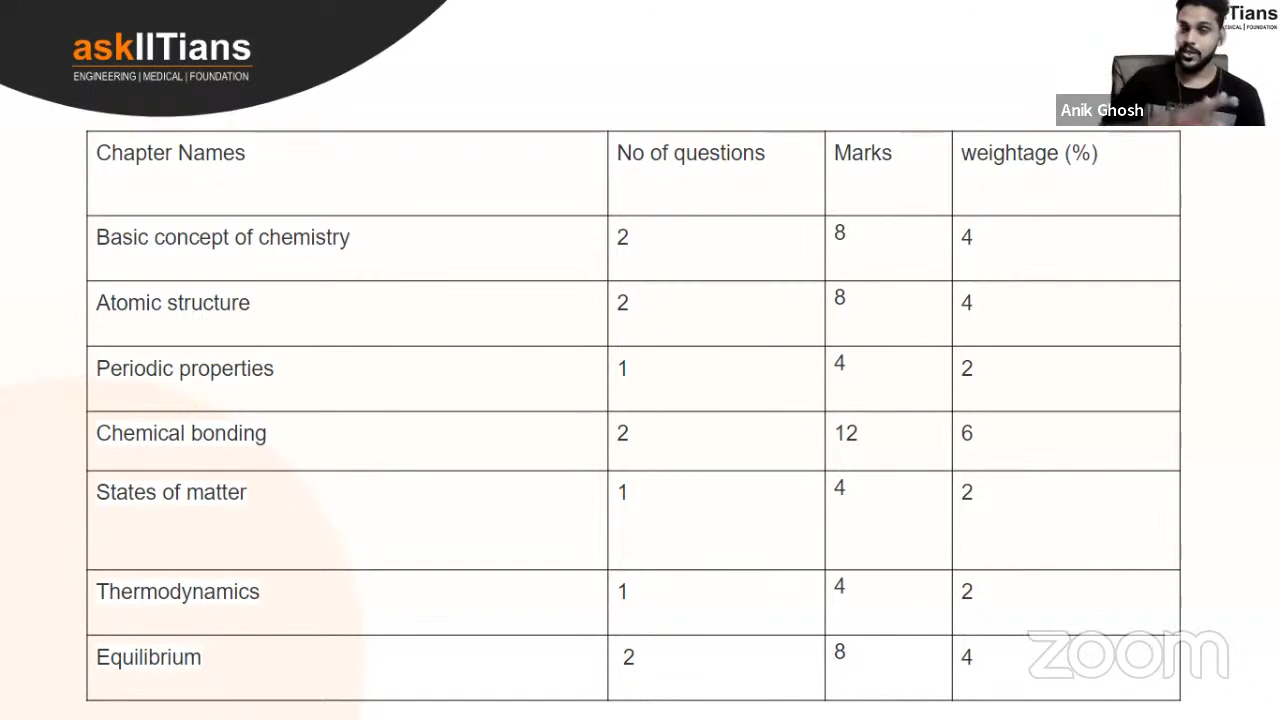 askIITians
ENGINEERING | MEDICAL | FOUNDATION
Tians
DICAL | FOUNDATION
Anik Ghosh
Chapter Names No of questions Marks weightage (%)
Basic concept of chemistry 2 8 4
Atomic structure 2 8 4
Periodic properties 1 4 2
Chemical bonding 2 12 6
States of matter 1 4 2
Thermodynamics 1 4 2
Equilibrium 2 8 4
zoom